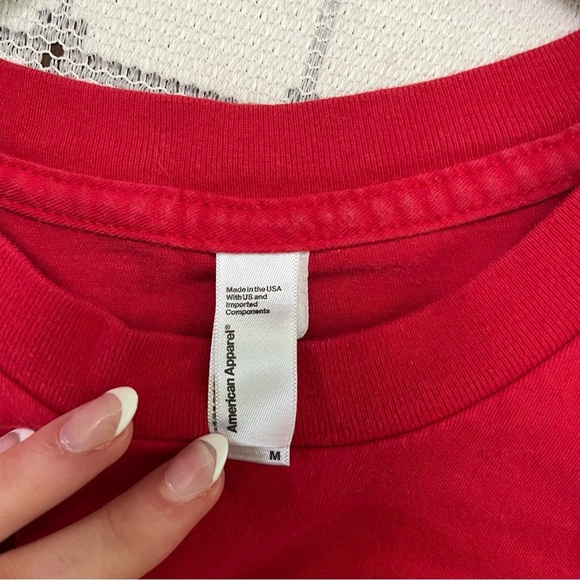 Made in the USA
With US and
Imported
Components
American Apparel®
M